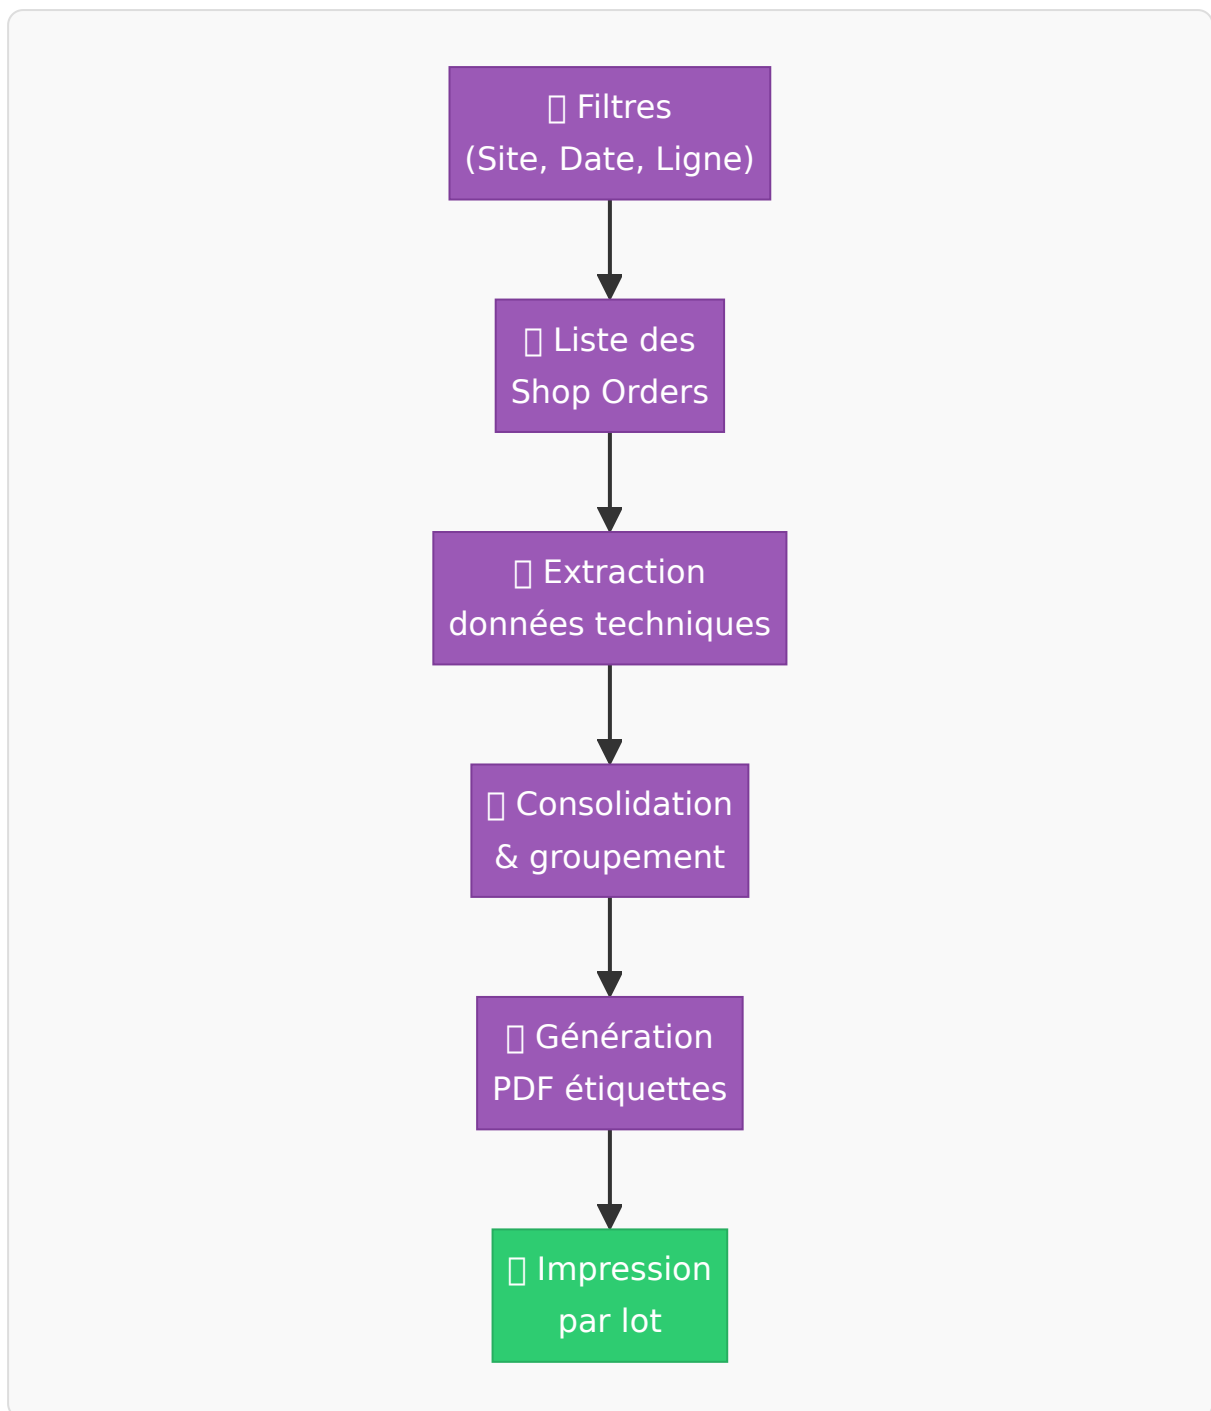 Filtres
(Site, Date, Ligne)
Liste des
Shop Orders
Extraction
données techniques
Consolidation
& groupement
Génération
PDF étiquettes
Impression
par lot